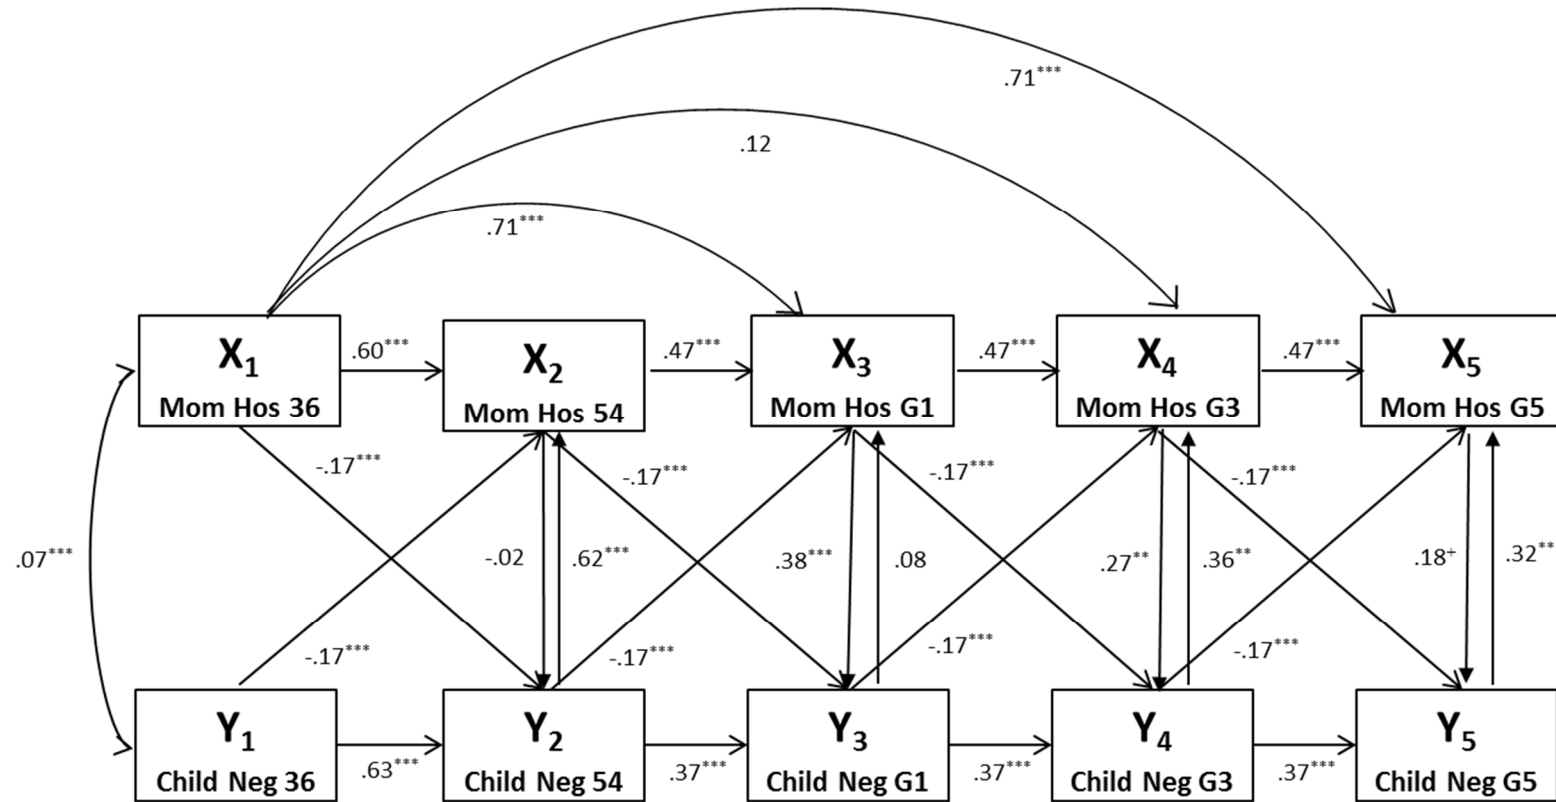 .71***
.12
.71***
X1
Mom Hos 36
.60***
X2
Mom Hos 54
.47***
X3
Mom Hos G1
.47***
X4
Mom Hos G3
.47***
X5
Mom Hos G5
-.17***
-.17***
-.17***
-.17***
.07***
-.02
.62***
.38***
.08
.27**
.36**
.18+
.32**
-.17***
-.17***
-.17***
-.17***
Y1
Child Neg 36
.63***
Y2
Child Neg 54
.37***
Y3
Child Neg G1
.37***
Y4
Child Neg G3
.37***
Y5
Child Neg G5